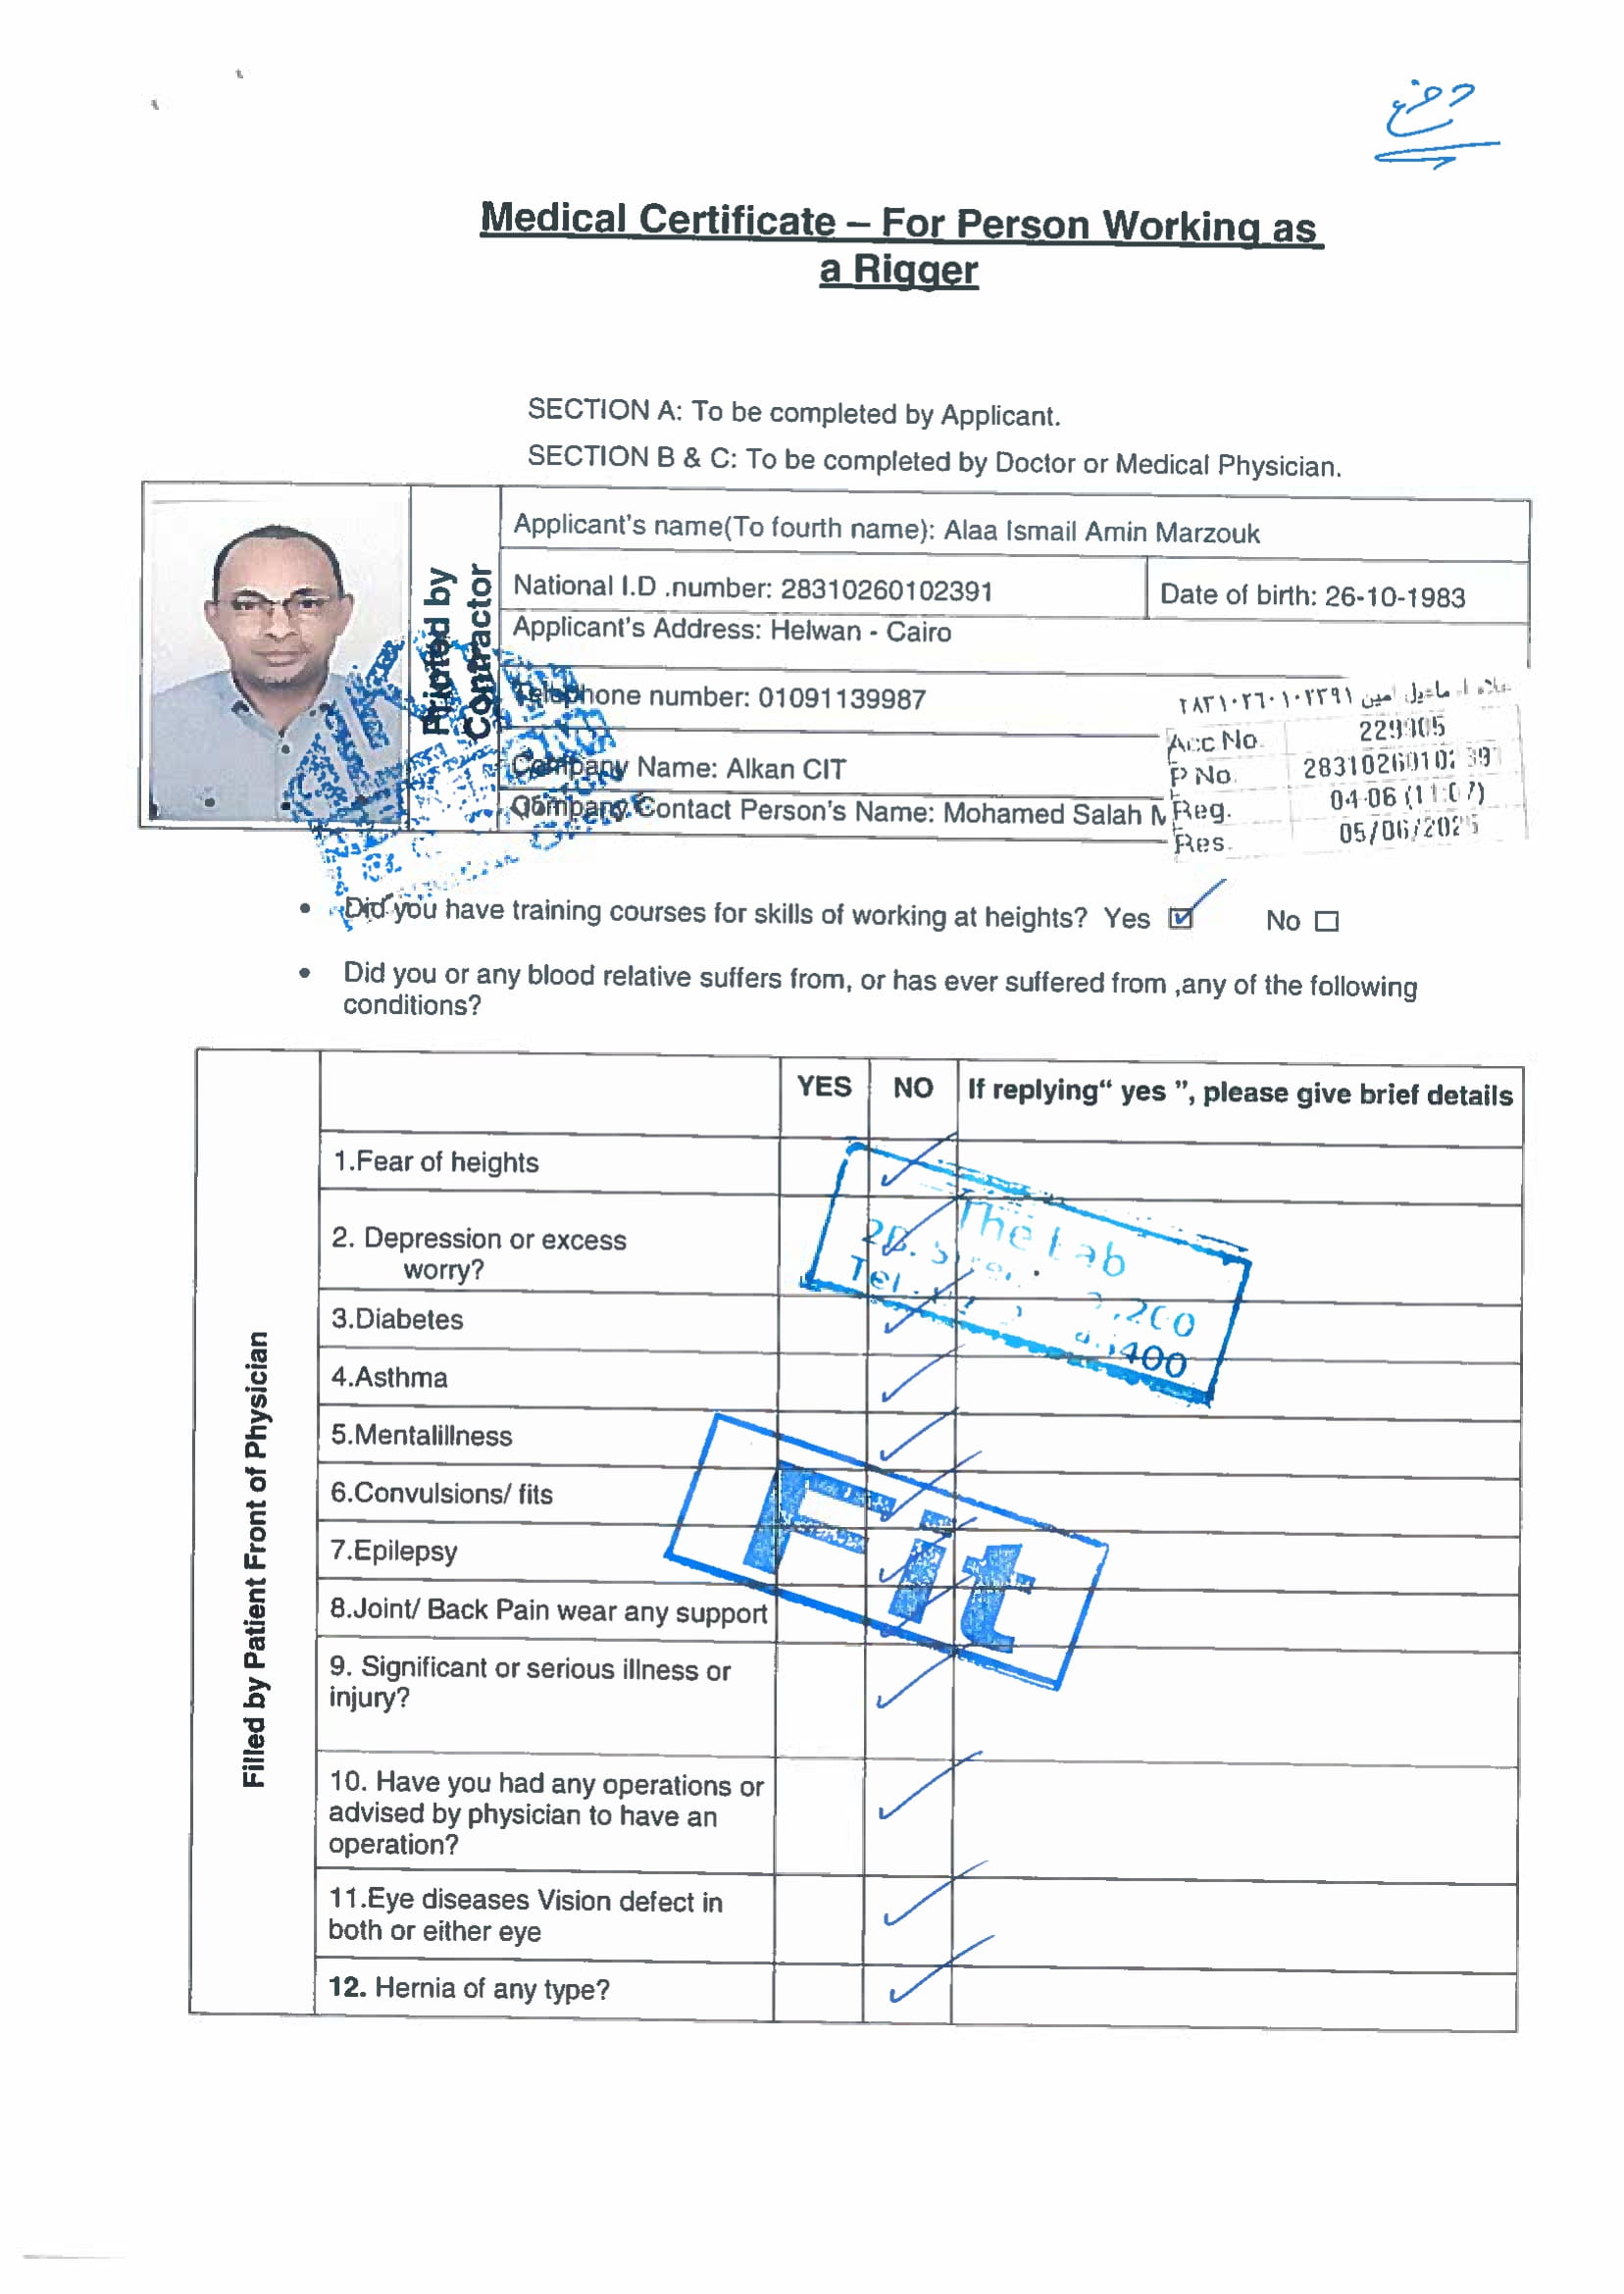 Medical Certificate – For Person Working as
a Rigger
SECTION A: To be completed by Applicant.
SECTION B & C: To be completed by Doctor or Medical Physician.
Printed by
Contractor
Applicant's name(To fourth name): Alaa Ismail Amin Marzouk
National I.D .number: 28310260102391
Date of birth: 26-10-1983
Applicant's Address: Helwan - Cairo
Telephone number: 01091139987
Company Name: Alkan CIT
Company Contact Person's Name: Mohamed Salah M
علاء اسماعيل امين ٢٨٣١٠٢٦٠١٠٢٣٩١
Acc No. 229905
P No. 28310260102391
Reg. 04-06 (11:07)
Res. 05/06/2025
• Did you have training courses for skills of working at heights? Yes ☑ No ☐
• Did you or any blood relative suffers from, or has ever suffered from ,any of the following
conditions?
Filled by Patient Front of Physician
YES NO If replying“ yes ”, please give brief details
1.Fear of heights ✓
2. Depression or excess
worry? ✓
3.Diabetes ✓
4.Asthma ✓
5.Mentalillness ✓
6.Convulsions/ fits ✓
7.Epilepsy ✓
8.Joint/ Back Pain wear any support ✓
9. Significant or serious illness or
injury? ✓
10. Have you had any operations or
advised by physician to have an
operation? ✓
11.Eye diseases Vision defect in
both or either eye ✓
12. Hernia of any type? ✓
The Lab
Tel
Fit